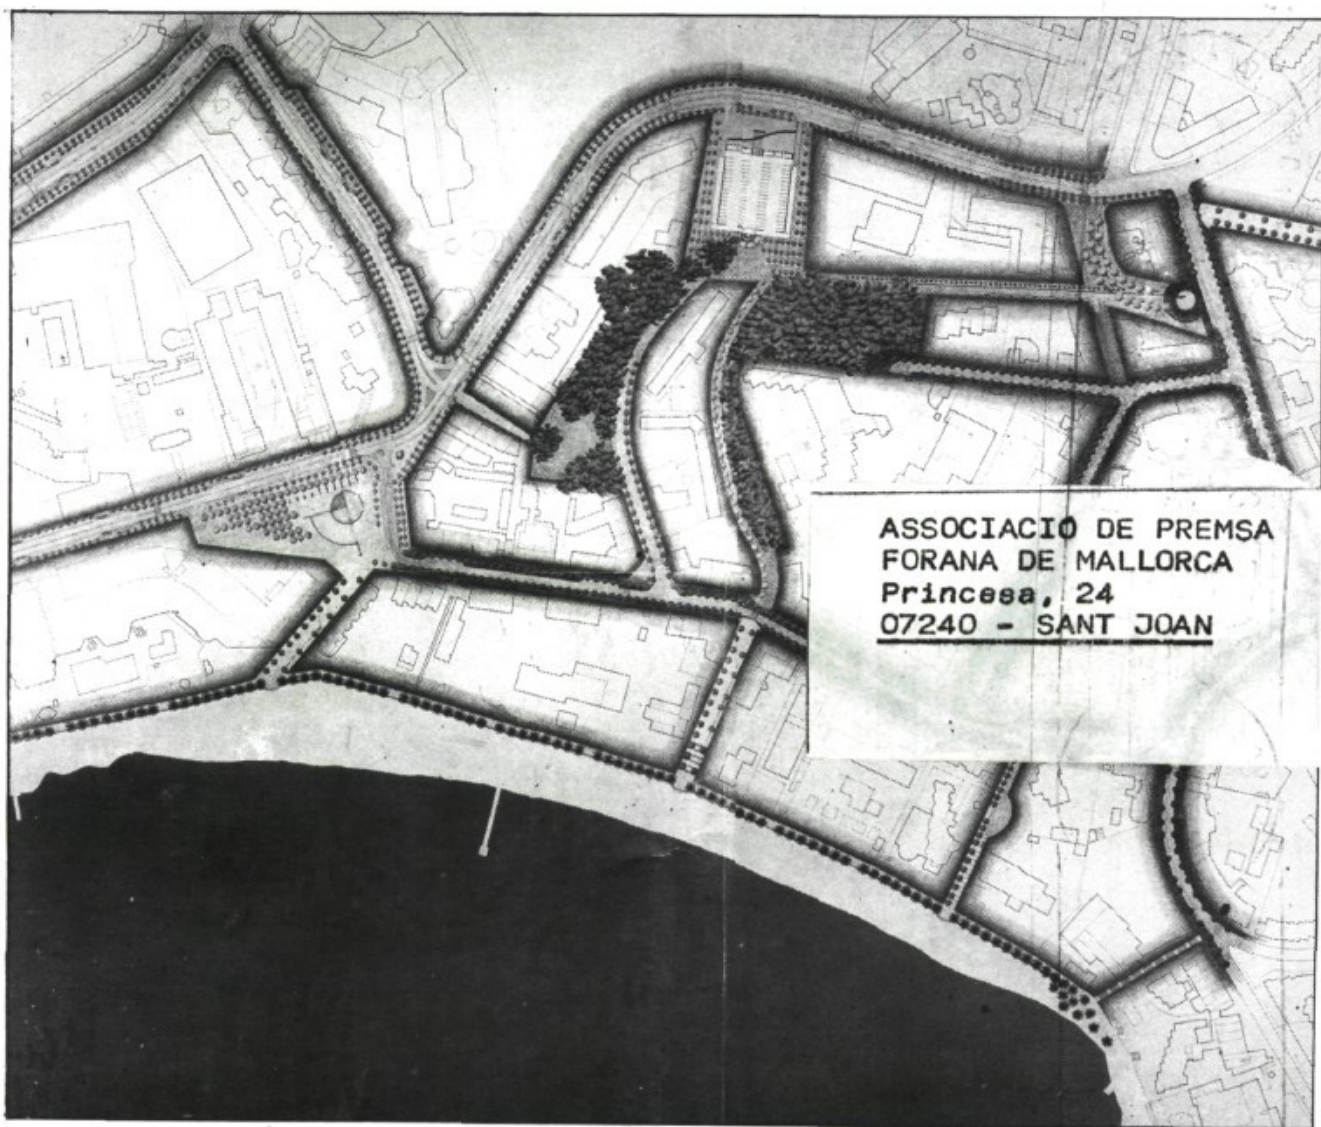 ASSOCIACIO DE PREMSA
FORANA DE MALLORCA
Princesa, 24
07240 - SANT JOAN